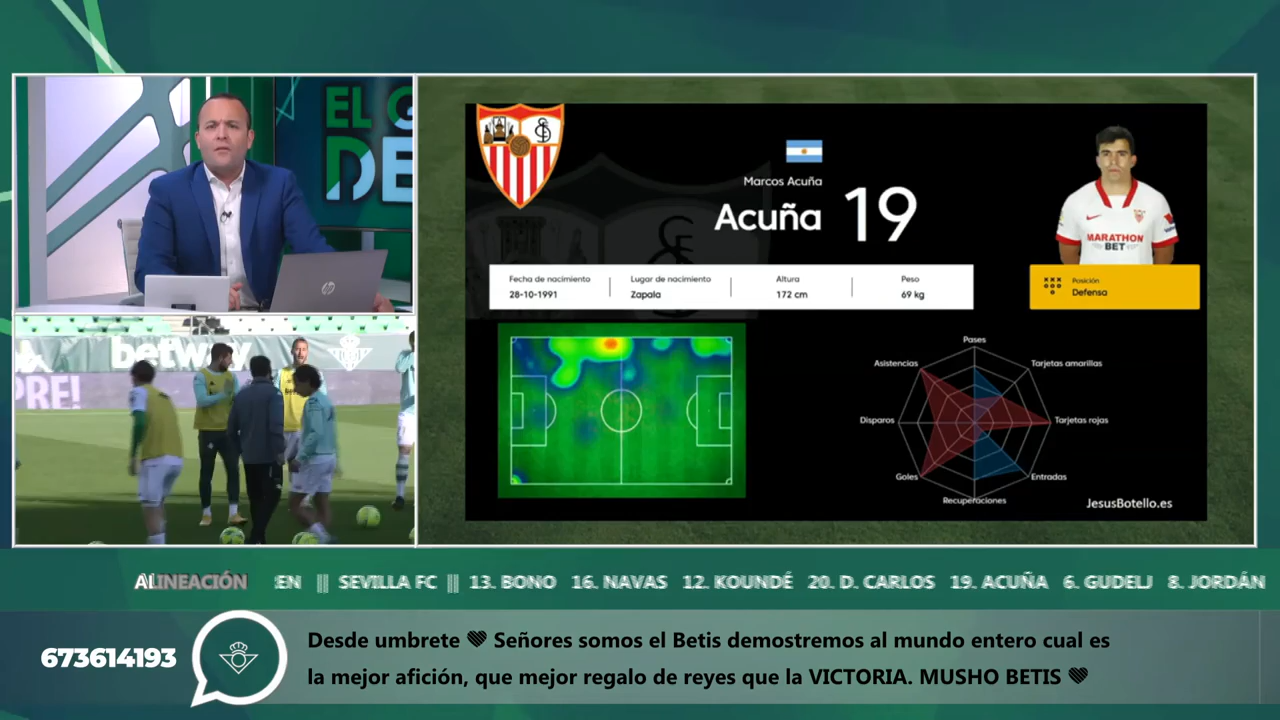 EL G
DE
betway
PRE!
Marcos Acuña
Acuña 19
MARATHON
BET
Fecha de nacimiento
28-10-1991
Lugar de nacimiento
Zapala
Altura
172 cm
Peso
69 kg
Posición
Defensa
Pases
Asistencias
Tarjetas amarillas
Disparos
Tarjetas rojas
Goles
Entradas
Recuperaciones
JesusBotello.es
hp
ALINEACIÓN EN ||| SEVILLA FC ||| 13. BONO 16. NAVAS 12. KOUNDÉ 20. D. CARLOS 19. ACUÑA 6. GUDELJ 8. JORDÁN
673614193
Desde umbrete 🖤 Señores somos el Betis demostremos al mundo entero cual es
la mejor afición, que mejor regalo de reyes que la VICTORIA. MUSHO BETIS 🖤